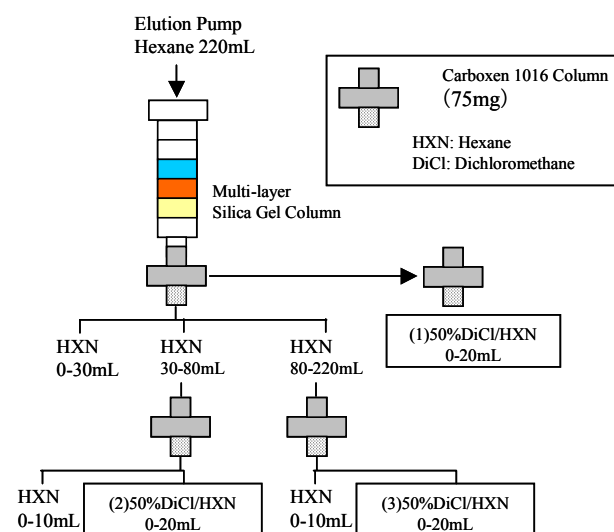 Elution Pump
Hexane 220mL
Carboxen 1016 Column
(75mg)
HXN: Hexane
DiCl: Dichloromethane
Multi-layer
Silica Gel Column
(1)50%DiCl/HXN
0-20mL
HXN
0-30mL
HXN
30-80mL
HXN
80-220mL
HXN
0-10mL
(2)50%DiCl/HXN
0-20mL
HXN
0-10mL
(3)50%DiCl/HXN
0-20mL